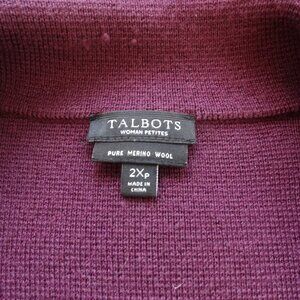 TALBOTS
WOMAN PETITES
PURE MERINO WOOL
2Xp
MADE IN
CHINA